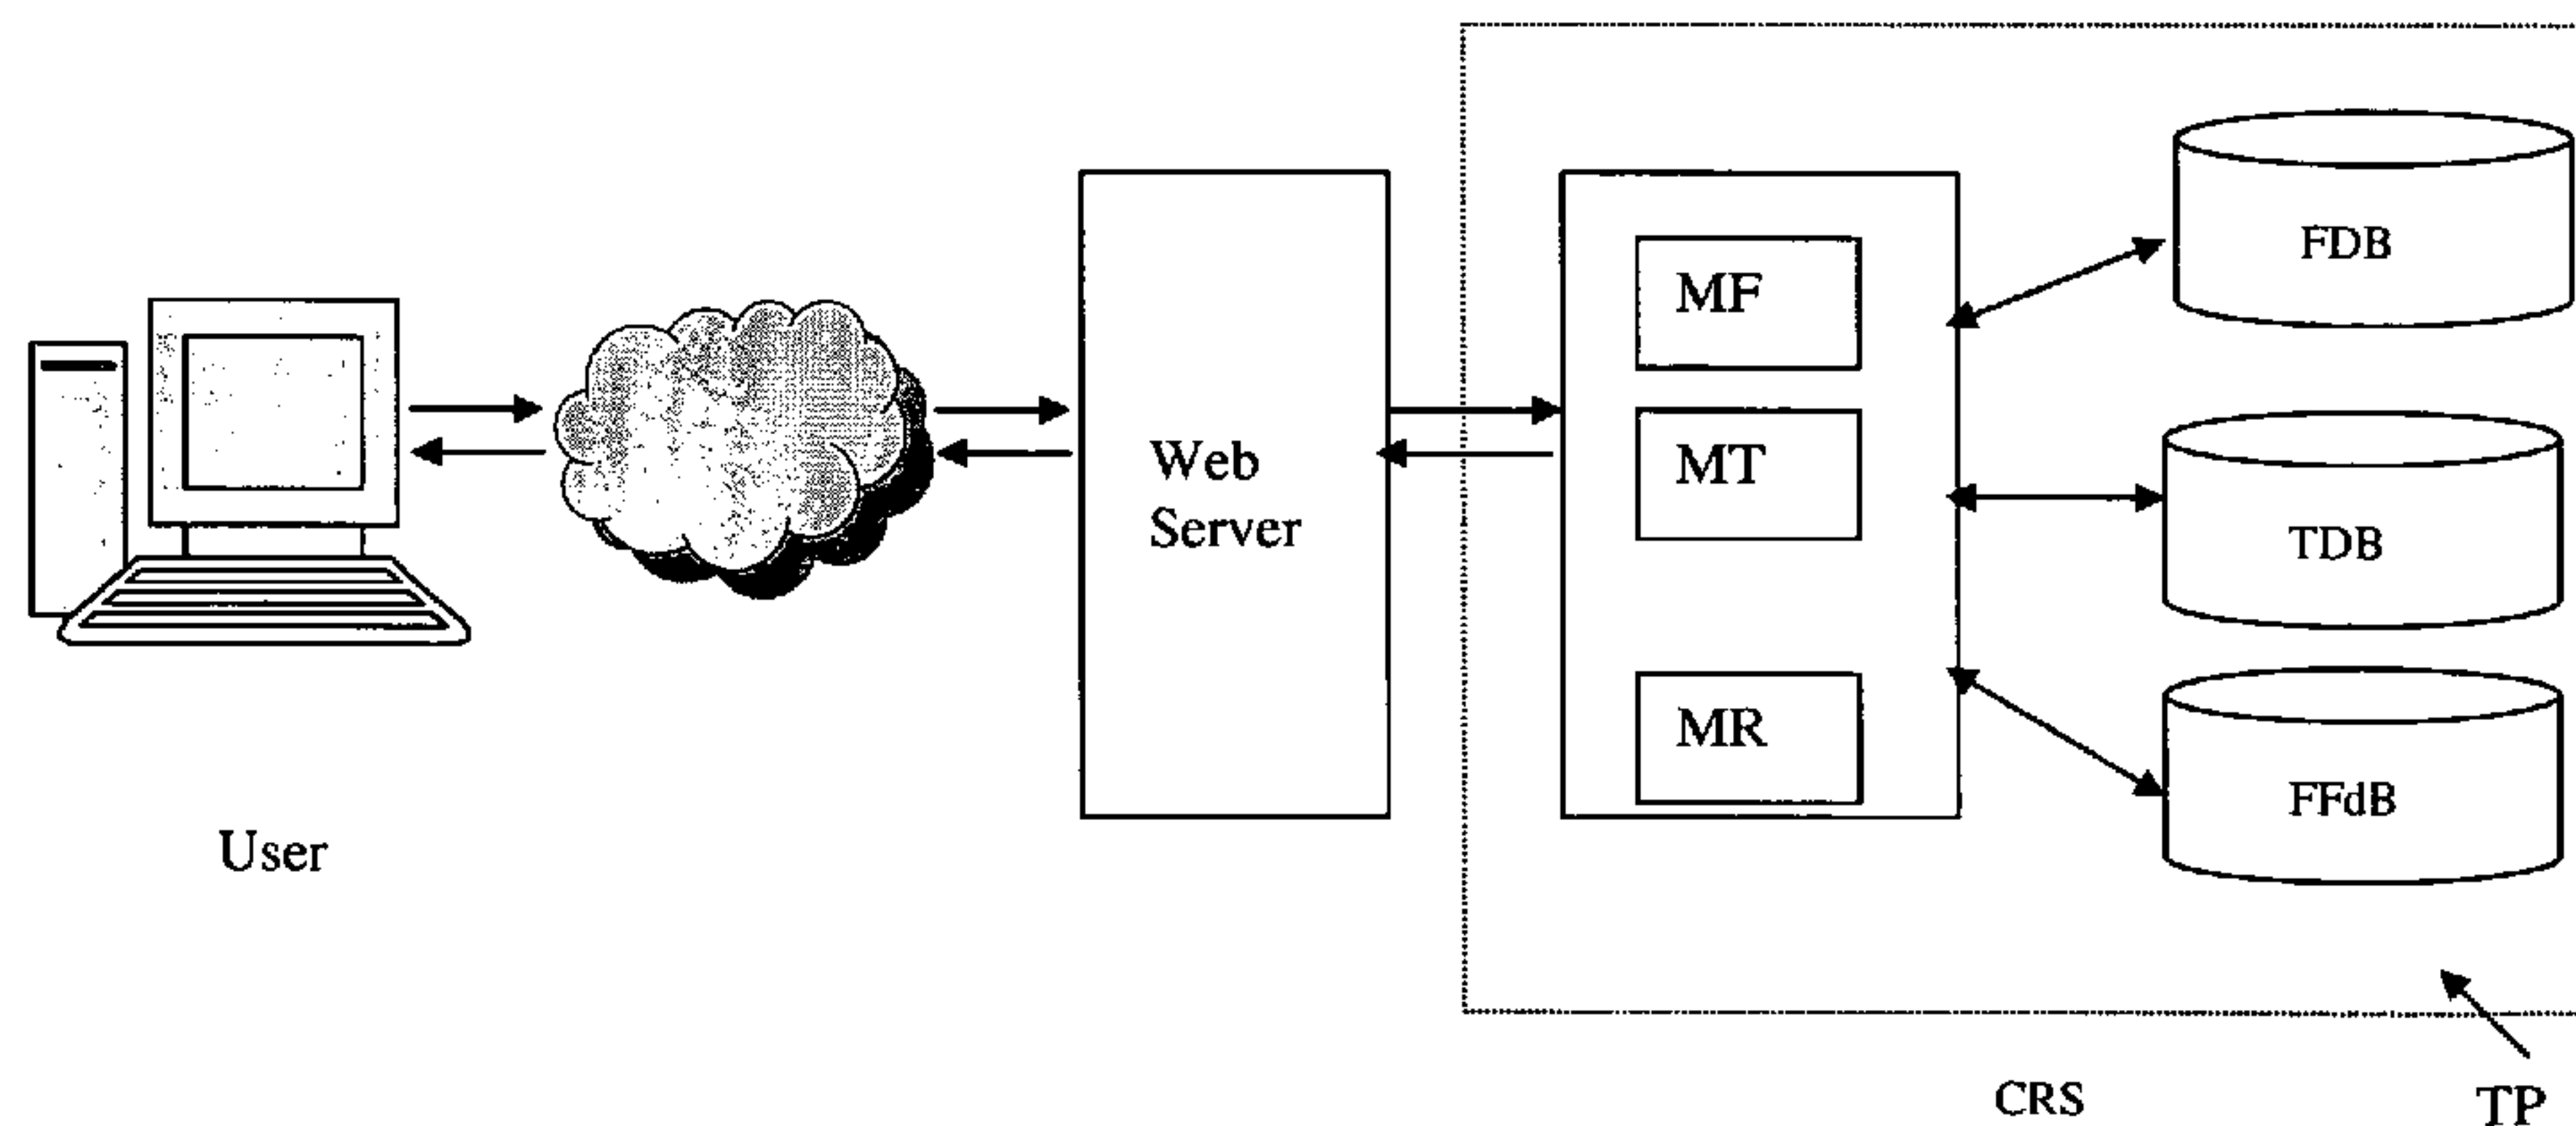 User
Web
Server
MF
MT
MR
FDB
TDB
FFdB
CRS
TP